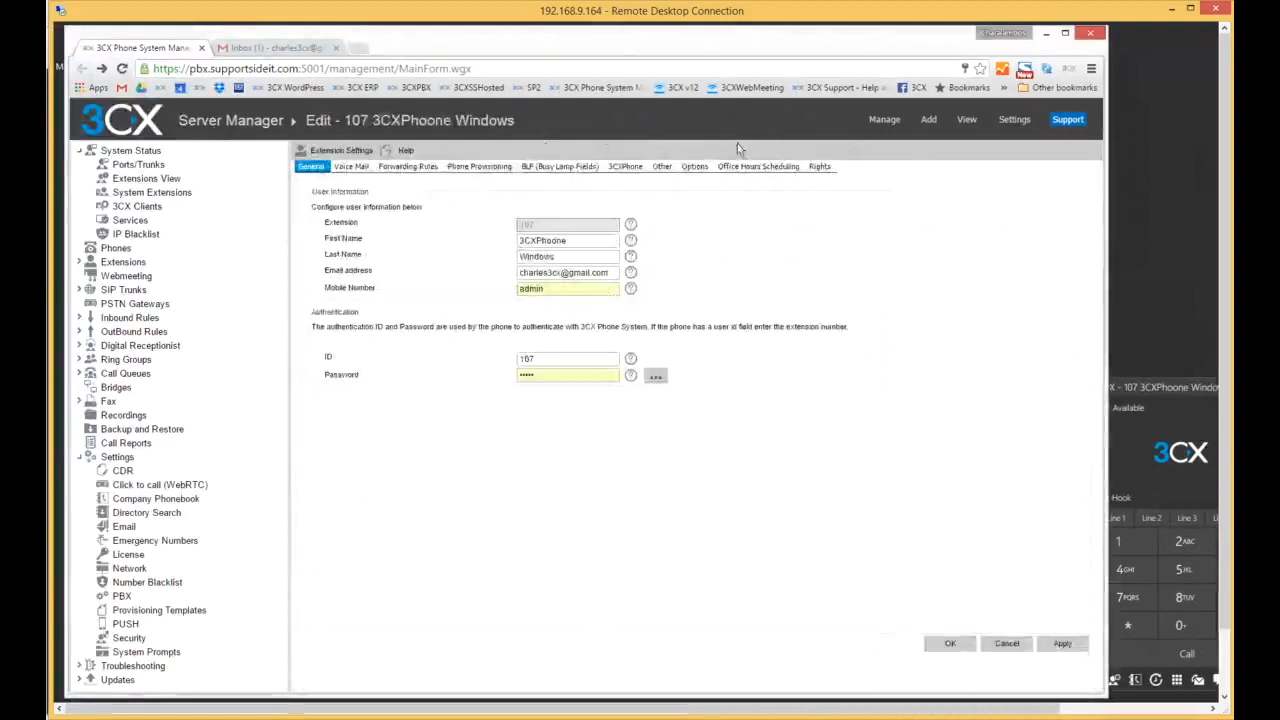 192.168.9.164 - Remote Desktop Connection
Charalambos
3CX Phone System Mana
Inbox (1) - charles3cx@g
https://pbx.supportsideit.com:5001/management/MainForm.wgx
New
Apps
3CX WordPress
3CX ERP
3CXPBX
3CXSSHosted
SP2
3CX Phone System M
3CX v12
3CXWebMeeting
3CX Support - Help a
3CX
Bookmarks
»
Other bookmarks
3CX
Server Manager ▸ Edit - 107 3CXPhoone Windows
Manage
Add
View
Settings
Support
System Status
Ports/Trunks
Extensions View
System Extensions
3CX Clients
Services
IP Blacklist
Phones
Extensions
Webmeeting
SIP Trunks
PSTN Gateways
Inbound Rules
OutBound Rules
Digital Receptionist
Ring Groups
Call Queues
Bridges
Fax
Recordings
Backup and Restore
Call Reports
Settings
CDR
Click to call (WebRTC)
Company Phonebook
Directory Search
Email
Emergency Numbers
License
Network
Number Blacklist
PBX
Provisioning Templates
PUSH
Security
System Prompts
Troubleshooting
Updates
Extension Settings
Help
General
Voice Mail
Forwarding Rules
Phone Provisioning
BLF (Busy Lamp Fields)
3CXPhone
Other
Options
Office Hours Scheduling
Rights
User Information
Configure user information below
Extension
107
First Name
3CXPhoone
Last Name
Windows
Email address
charles3cx@gmail.com
Mobile Number
admin
Authentication
The authentication ID and Password are used by the phone to authenticate with 3CX Phone System. If the phone has a user id field enter the extension number.
ID
107
Password
•••••
...
OK
Cancel
Apply
X - 107 3CXPhoone Windo
Available
3CX
Hook
Line 1
Line 2
Line 3
Li
1
2ABC
4GHI
5JKL
7PQRS
8TUV
*
0+
Call